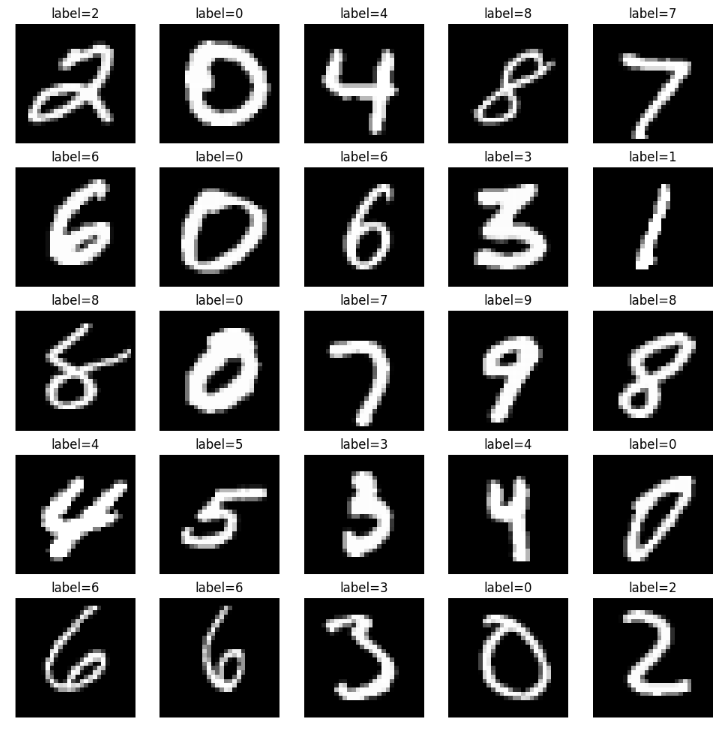 label=2 label=0 label=4 label=8 label=7
2 0 4 8 7
label=6 label=0 label=6 label=3 label=1
6 0 6 3 1
label=8 label=0 label=7 label=9 label=8
8 0 7 9 8
label=4 label=5 label=3 label=4 label=0
4 5 3 4 0
label=6 label=6 label=3 label=0 label=2
6 6 3 0 2